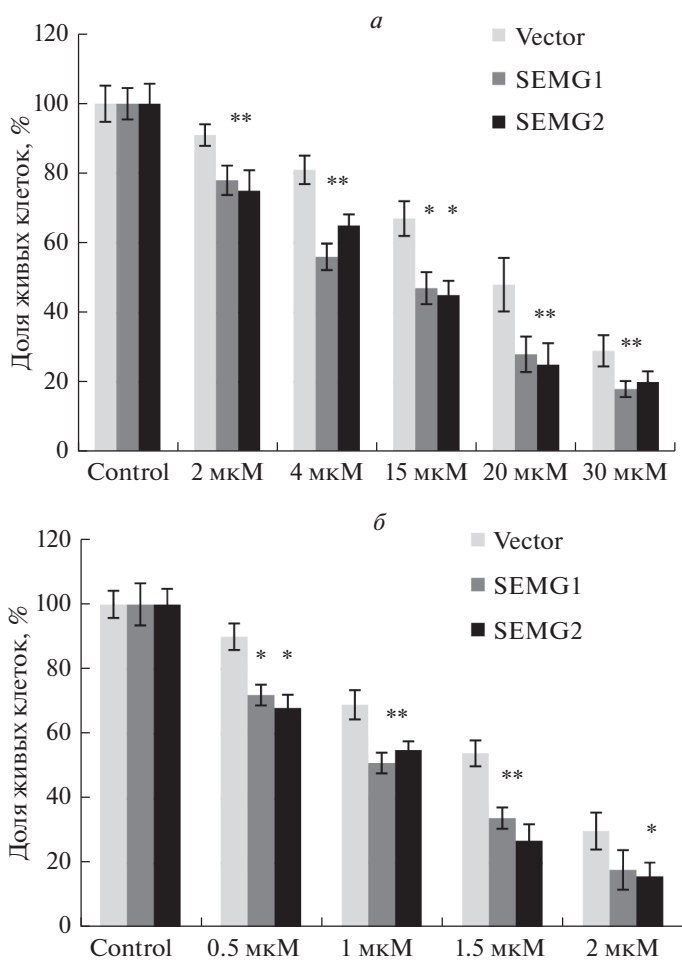 а
120
100
80
60
40
20
0
Доля живых клеток, %
Vector
SEMG1
SEMG2
**
**
* *
**
**
Control 2 мкМ 4 мкМ 15 мкМ 20 мкМ 30 мкМ
б
120
100
80
60
40
20
0
Доля живых клеток, %
Vector
SEMG1
SEMG2
* *
**
**
*
Control 0.5 мкМ 1 мкМ 1.5 мкМ 2 мкМ